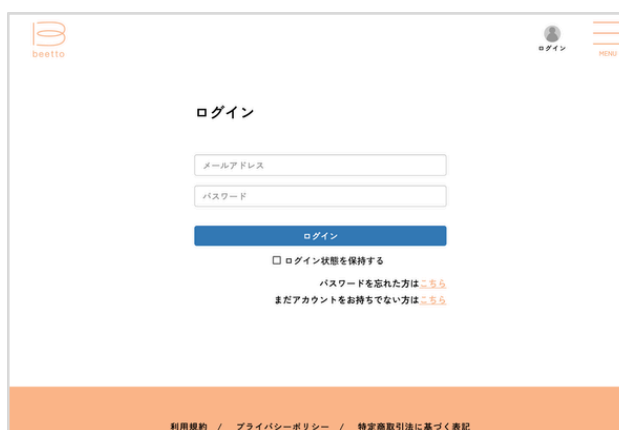 beetto
ログイン
MENU
ログイン
メールアドレス
パスワード
ログイン
ログイン状態を保持する
パスワードを忘れた方はこちら
まだアカウントをお持ちでない方はこちら
利用規約 / プライバシーポリシー / 特定商取引法に基づく表記